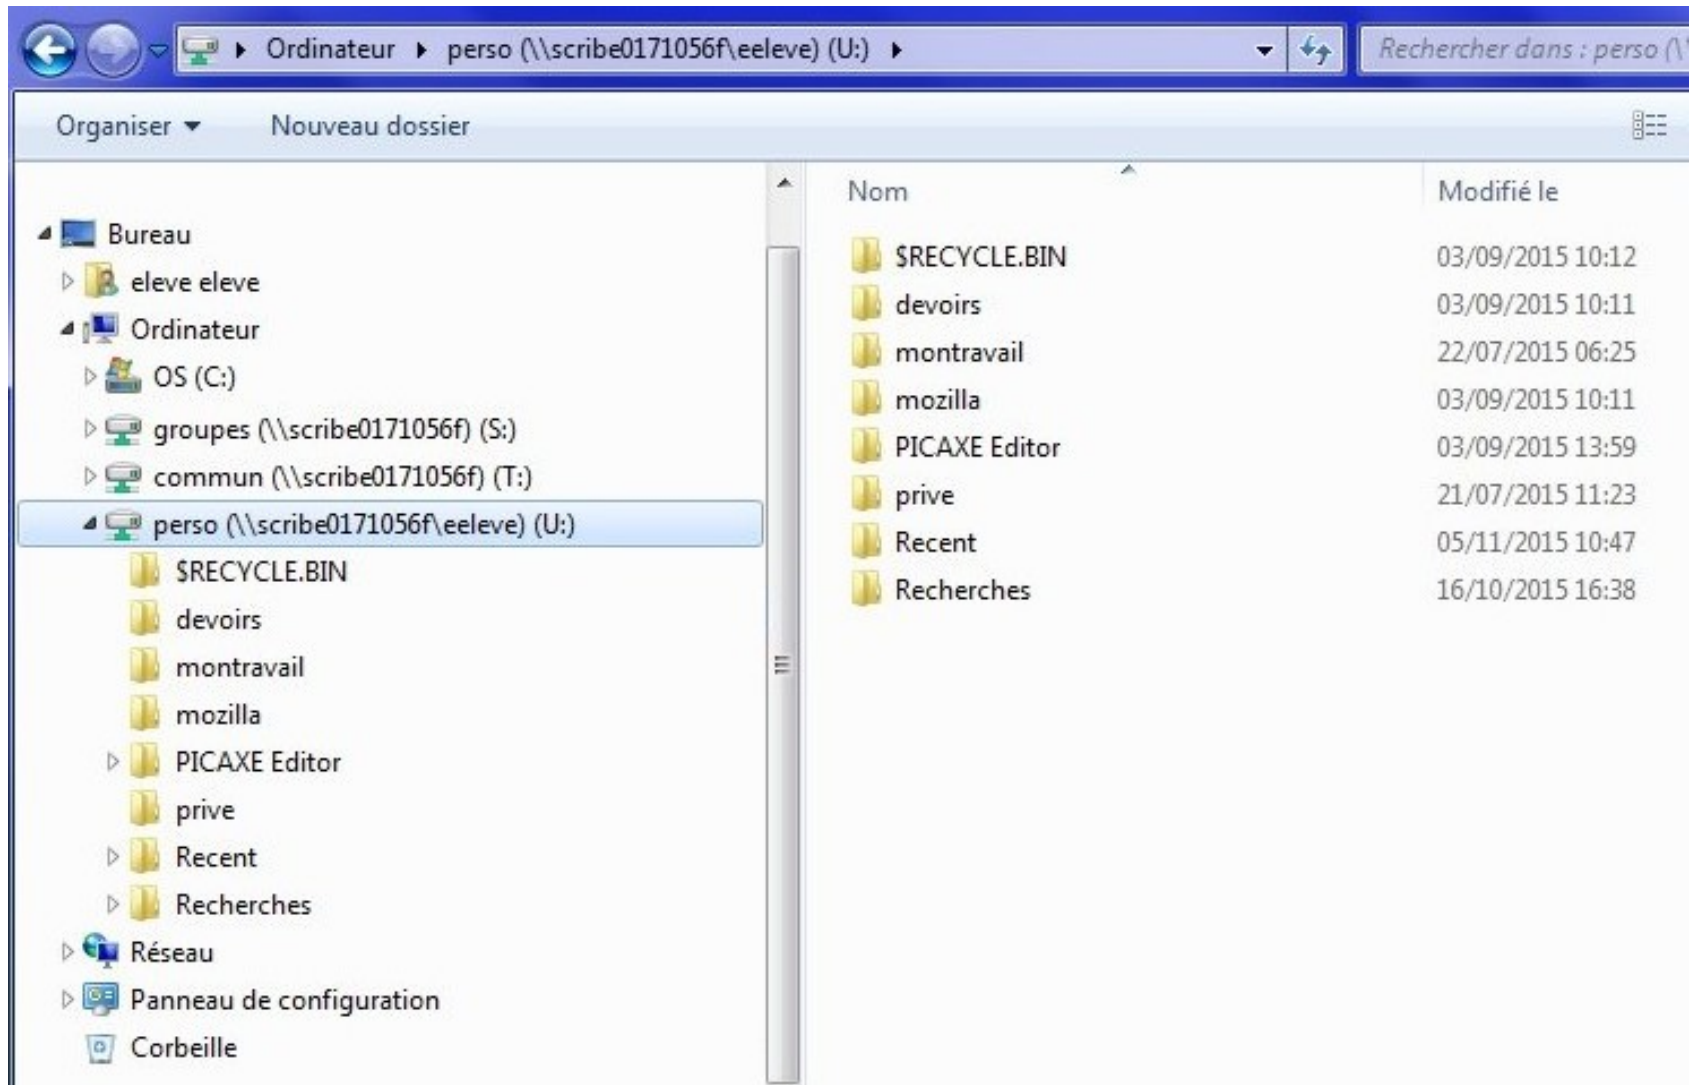 Ordinateur perso (\\scribe0171056f\eeleve) (U:)
Rechercher dans : perso (\
Organiser Nouveau dossier
Bureau
eleve eleve
Ordinateur
OS (C:)
groupes (\\scribe0171056f) (S:)
commun (\\scribe0171056f) (T:)
perso (\\scribe0171056f\eeleve) (U:)
$RECYCLE.BIN
devoirs
montravail
mozilla
PICAXE Editor
prive
Recent
Recherches
Réseau
Panneau de configuration
Corbeille
Nom Modifié le
$RECYCLE.BIN 03/09/2015 10:12
devoirs 03/09/2015 10:11
montravail 22/07/2015 06:25
mozilla 03/09/2015 10:11
PICAXE Editor 03/09/2015 13:59
prive 21/07/2015 11:23
Recent 05/11/2015 10:47
Recherches 16/10/2015 16:38